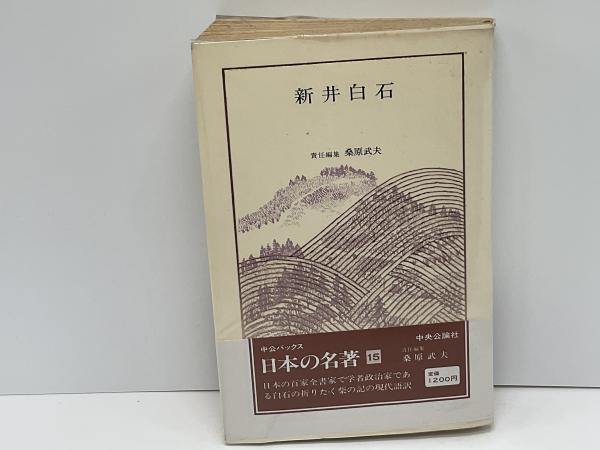 新井白石
責任編集 桑原武夫
中公バックス
日本の名著 15
日本の百家全書家で学者政治家であ
る白石の折りたく柴の記の現代語訳
中央公論社
責任編集
桑原武夫
定価
1200円